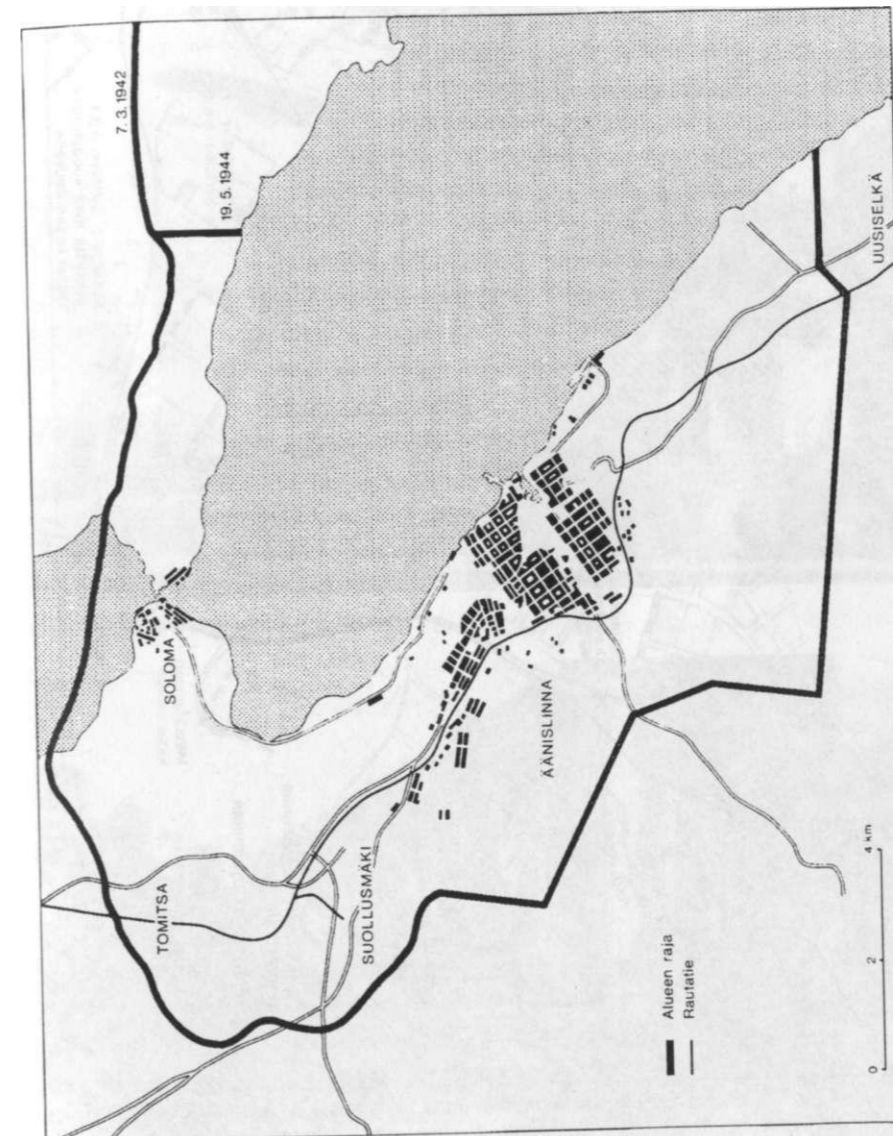 7. 3. 1942
19. 5. 1944
SOLOMA
TOMITSA
SUOLLUSMÄKI
ÄÄNISLINNA
UUSISELKÄ
Alueen raja
Rautatie
0 2 4 km